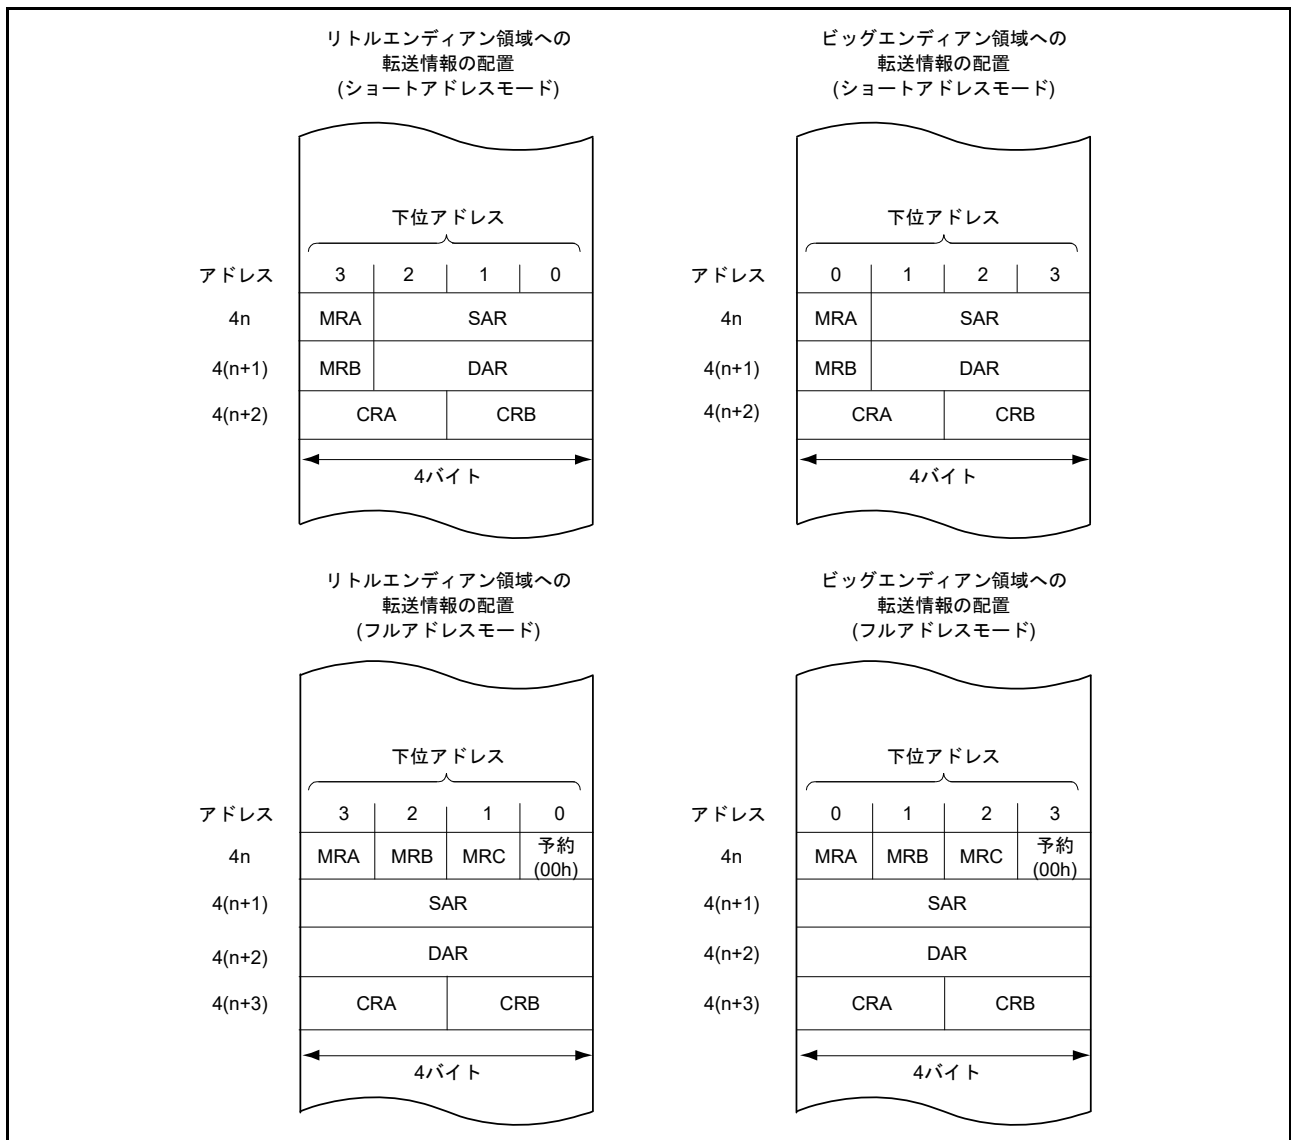 リトルエンディアン領域への
転送情報の配置
(ショートアドレスモード)
下位アドレス
アドレス 3 2 1 0
4n MRA SAR
4(n+1) MRB DAR
4(n+2) CRA CRB
4バイト
ビッグエンディアン領域への
転送情報の配置
(ショートアドレスモード)
下位アドレス
アドレス 0 1 2 3
4n MRA SAR
4(n+1) MRB DAR
4(n+2) CRA CRB
4バイト
リトルエンディアン領域への
転送情報の配置
(フルアドレスモード)
下位アドレス
アドレス 3 2 1 0
4n MRA MRB MRC 予約
(00h)
4(n+1) SAR
4(n+2) DAR
4(n+3) CRA CRB
4バイト
ビッグエンディアン領域への
転送情報の配置
(フルアドレスモード)
下位アドレス
アドレス 0 1 2 3
4n MRA MRB MRC 予約
(00h)
4(n+1) SAR
4(n+2) DAR
4(n+3) CRA CRB
4バイト